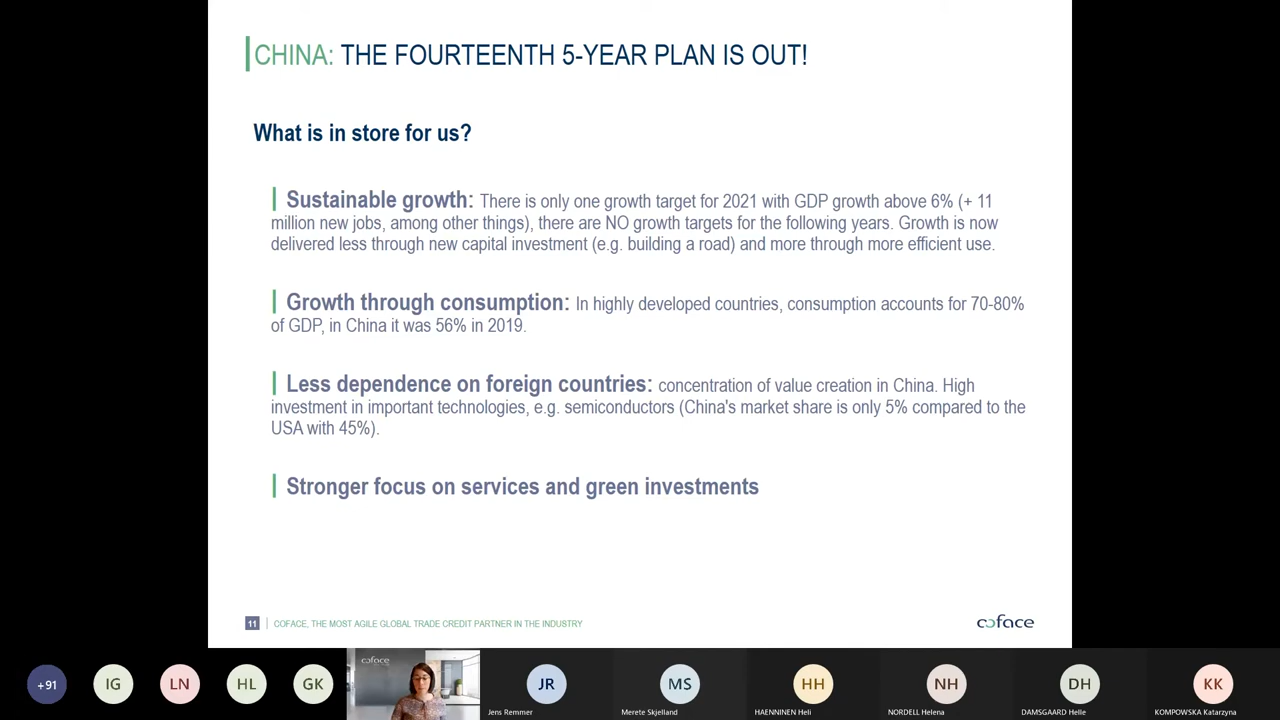 CHINA: THE FOURTEENTH 5-YEAR PLAN IS OUT!
What is in store for us?
Sustainable growth: There is only one growth target for 2021 with GDP growth above 6% (+ 11
million new jobs, among other things), there are NO growth targets for the following years. Growth is now
delivered less through new capital investment (e.g. building a road) and more through more efficient use.
Growth through consumption: In highly developed countries, consumption accounts for 70-80%
of GDP, in China it was 56% in 2019.
Less dependence on foreign countries: concentration of value creation in China. High
investment in important technologies, e.g. semiconductors (China's market share is only 5% compared to the
USA with 45%).
Stronger focus on services and green investments
11
COFACE, THE MOST AGILE GLOBAL TRADE CREDIT PARTNER IN THE INDUSTRY
coface
+91
IG
LN
HL
GK
coface
JR
MS
HH
NH
DH
KK
Jens Remmer
Merete Skjelland
HAENNINEN Heli
NORDELL Helena
DAMSGAARD Helle
KOMPOWSKA Katarzyna